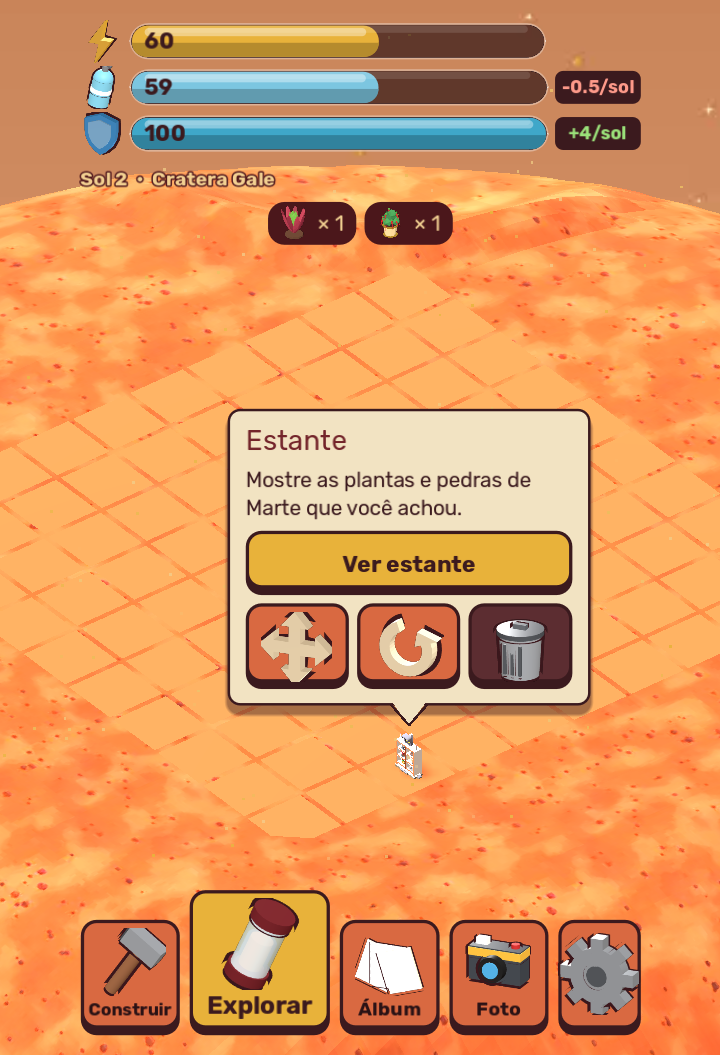 60
59
-0.5/sol
100
+4/sol
Sol 2 • Cratera Gale
× 1
× 1
Estante
Mostre as plantas e pedras de
Marte que você achou.
Ver estante
Construir
Explorar
Álbum
Foto